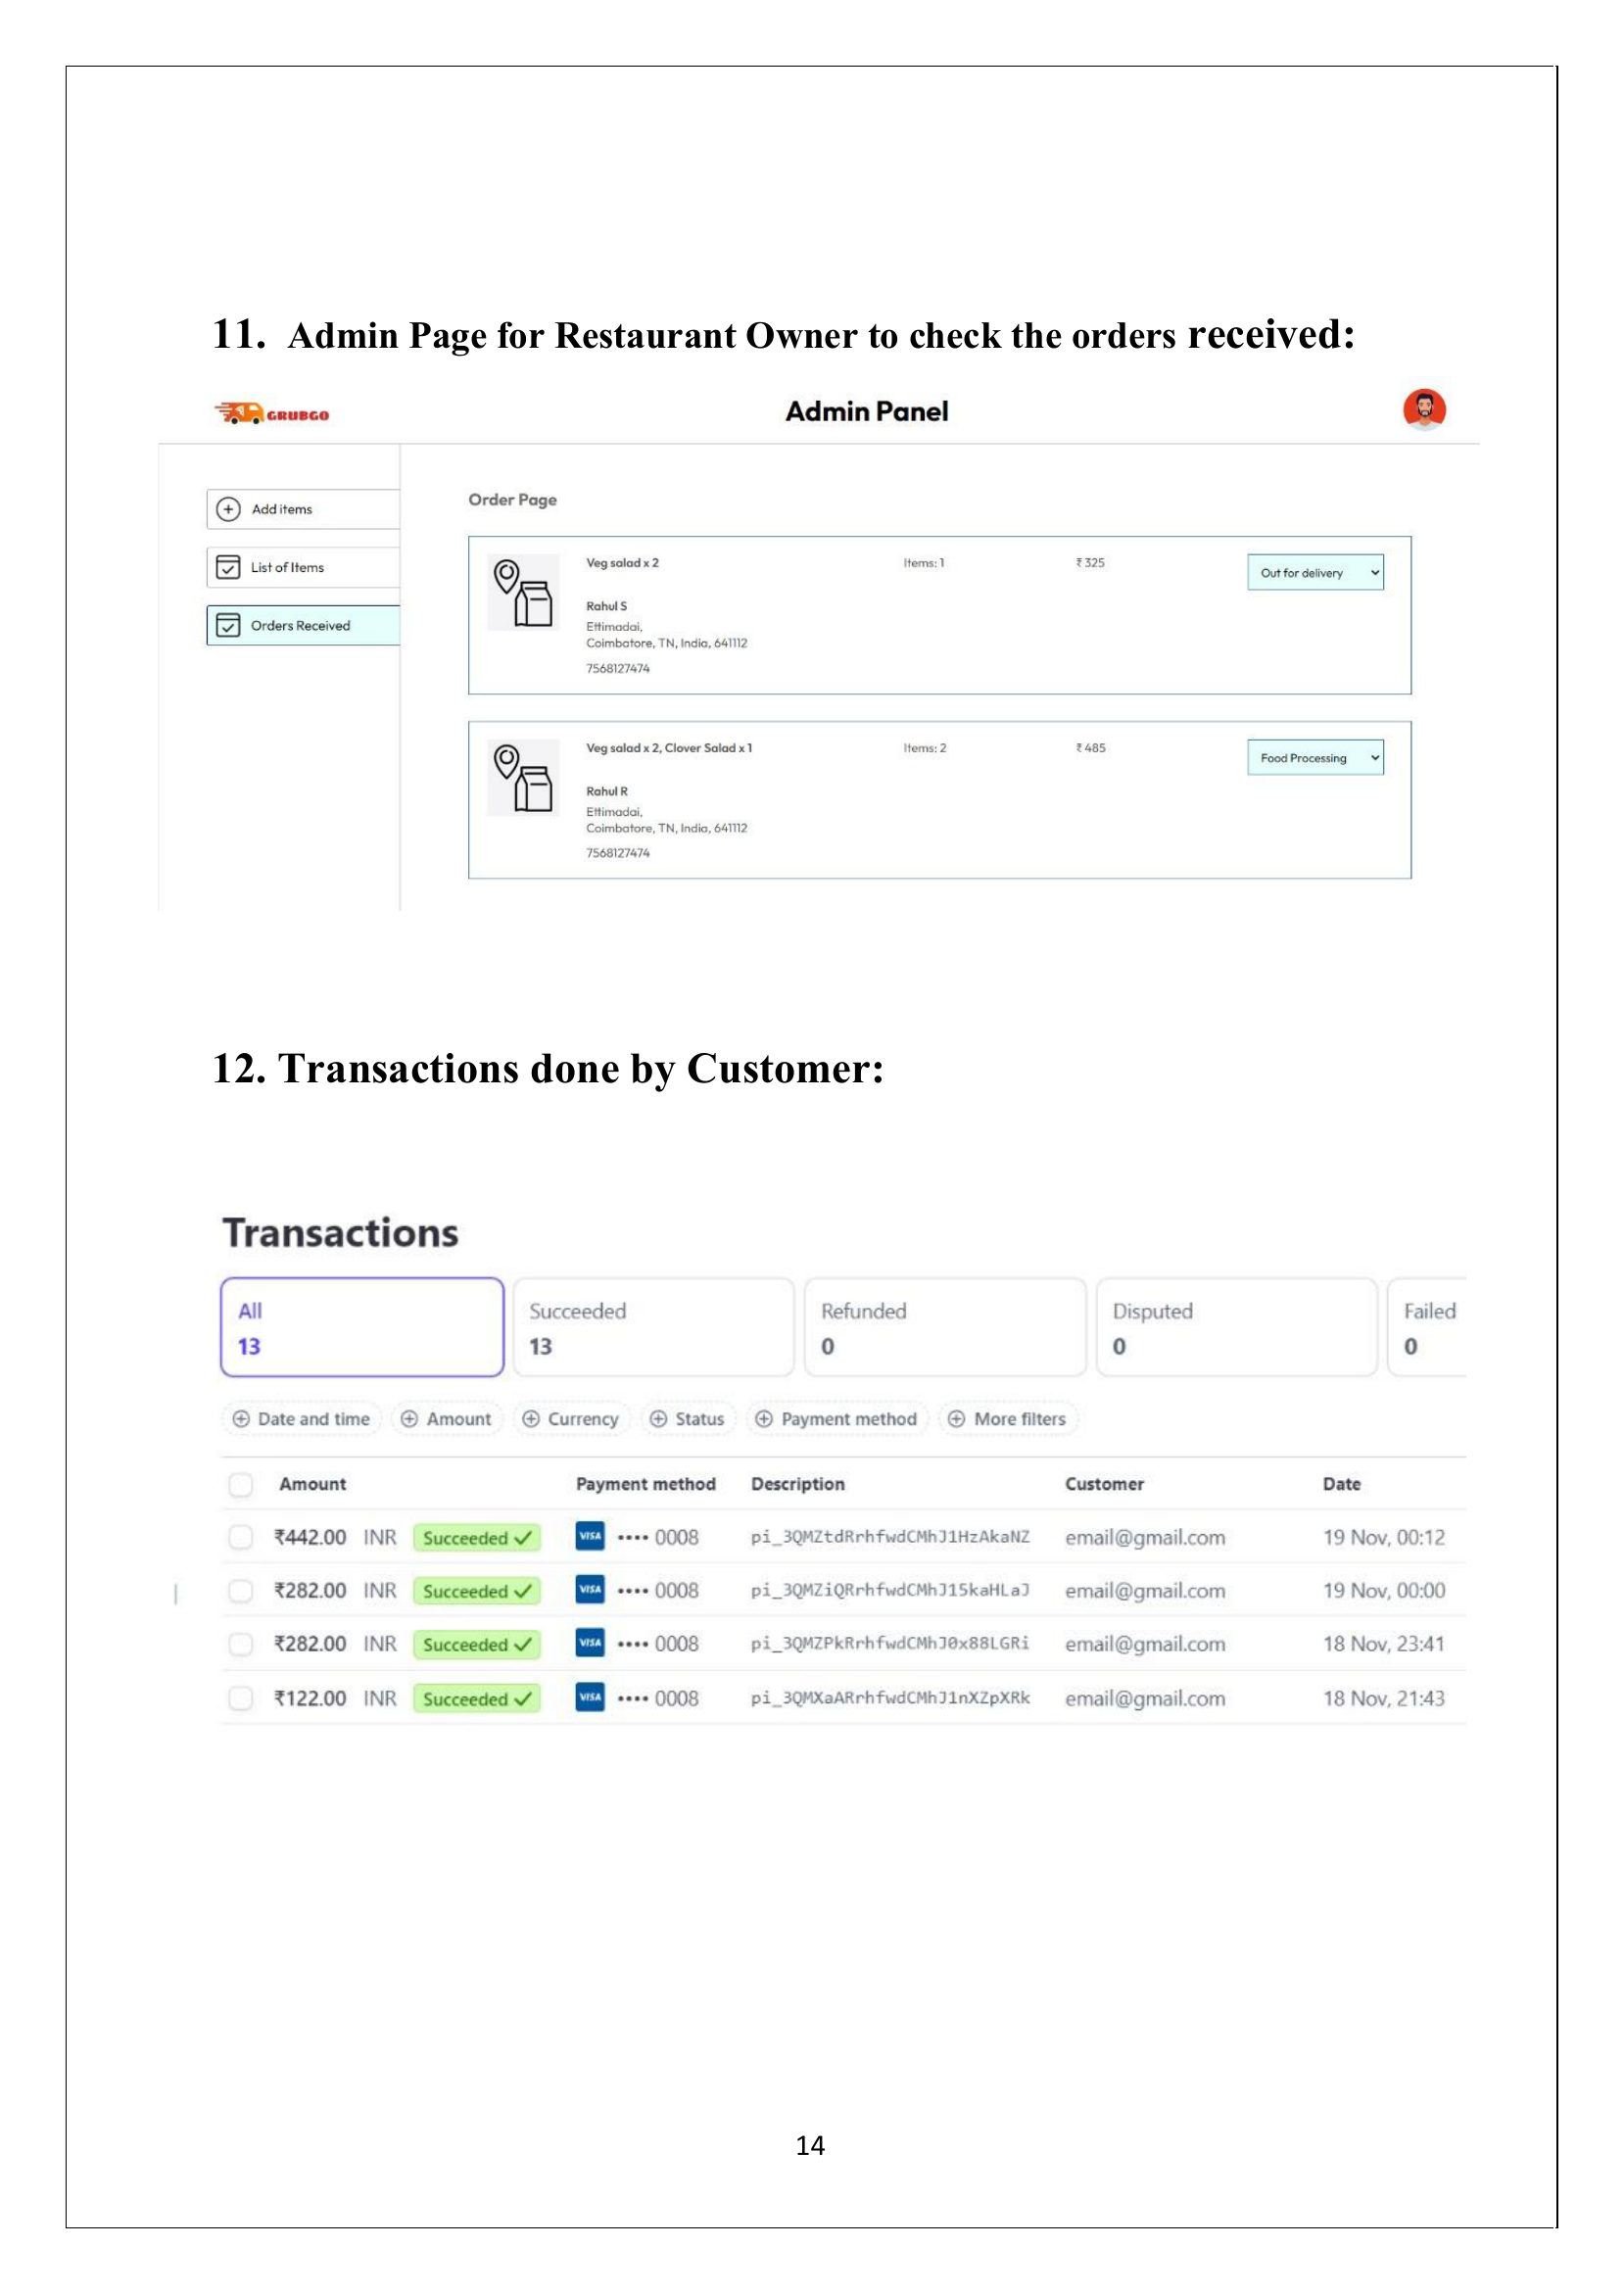 11. Admin Page for Restaurant Owner to check the orders received:
GRUBGO
Admin Panel
Add items
List of Items
Orders Received
Order Page
Veg salad x 2
Items: 1
₹ 325
Out for delivery
Rahul S
Ettimadai,
Coimbatore, TN, India, 641112
7568127474
Veg salad x 2, Clover Salad x 1
Items: 2
₹ 485
Food Processing
Rahul R
Ettimadai,
Coimbatore, TN, India, 641112
7568127474
12. Transactions done by Customer:
Transactions
All Succeeded Refunded Disputed Failed
13 13 0 0 0
Date and time Amount Currency Status Payment method More filters
Amount Payment method Description Customer Date
₹442.00 INR Succeeded ✓ VISA •••• 0008 pi_3QMZtdRrhfwdCMhJ1HzAkaNZ email@gmail.com 19 Nov, 00:12
₹282.00 INR Succeeded ✓ VISA •••• 0008 pi_3QMZiQRrhfwdCMhJ15kaHLaJ email@gmail.com 19 Nov, 00:00
₹282.00 INR Succeeded ✓ VISA •••• 0008 pi_3QMZPkRrhfwdCMhJ0x88LGRi email@gmail.com 18 Nov, 23:41
₹122.00 INR Succeeded ✓ VISA •••• 0008 pi_3QMXaARrhfwdCMhJ1nXZpXRk email@gmail.com 18 Nov, 21:43
14